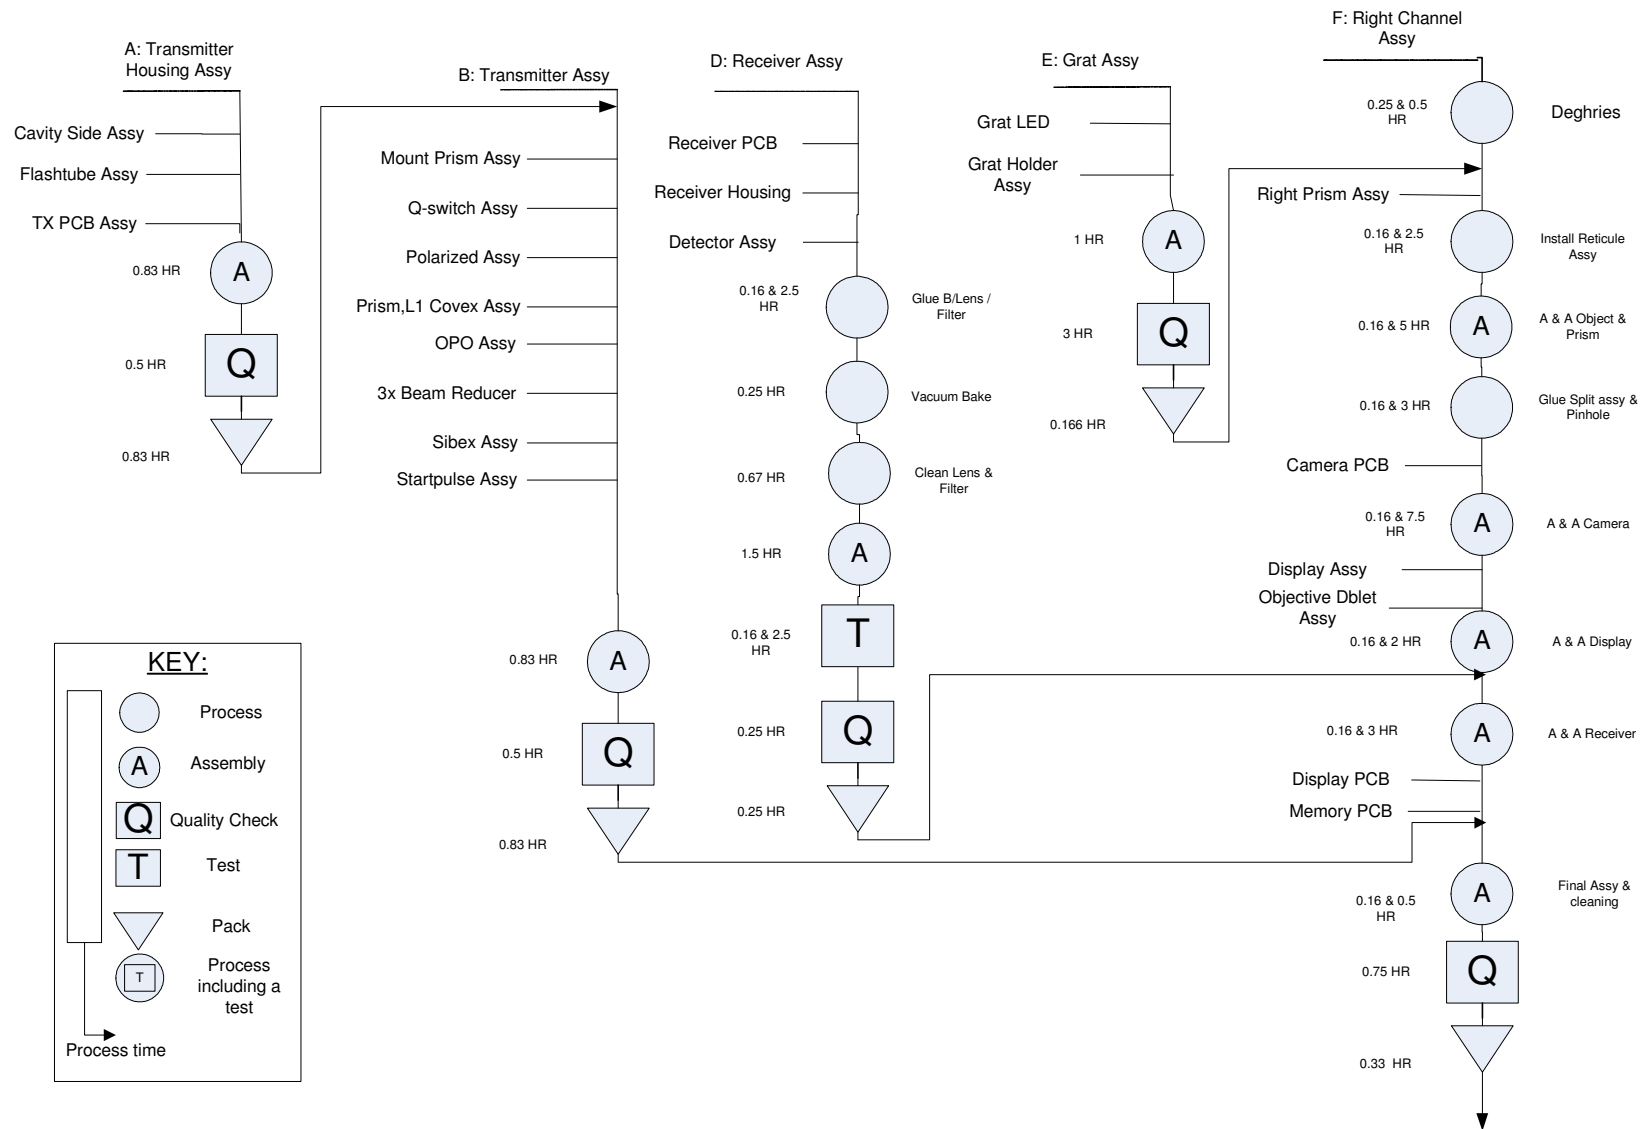 A: Transmitter
Housing Assy
Cavity Side Assy
Flashtube Assy
TX PCB Assy
0.83 HR
A
0.5 HR
Q
0.83 HR
B: Transmitter Assy
Mount Prism Assy
Q-switch Assy
Polarized Assy
Prism,L1 Covex Assy
OPO Assy
3x Beam Reducer
Sibex Assy
Startpulse Assy
0.83 HR
A
0.5 HR
Q
0.83 HR
D: Receiver Assy
Receiver PCB
Receiver Housing
Detector Assy
0.16 & 2.5
HR
Glue B/Lens /
Filter
0.25 HR
Vacuum Bake
0.67 HR
Clean Lens &
Filter
1.5 HR
A
0.16 & 2.5
HR
T
0.25 HR
Q
0.25 HR
E: Grat Assy
Grat LED
Grat Holder
Assy
1 HR
A
3 HR
Q
0.166 HR
F: Right Channel
Assy
0.25 & 0.5
HR
Deghries
Right Prism Assy
0.16 & 2.5
HR
Install Reticule
Assy
0.16 & 5 HR
A
A & A Object &
Prism
0.16 & 3 HR
Glue Split assy &
Pinhole
Camera PCB
0.16 & 7.5
HR
A
A & A Camera
Display Assy
Objective Dblet
Assy
0.16 & 2 HR
A
A & A Display
0.16 & 3 HR
A
A & A Receiver
Display PCB
Memory PCB
0.16 & 0.5
HR
A
Final Assy &
cleaning
0.75 HR
Q
0.33 HR
KEY:
Process
A
Assembly
Q
Quality Check
T
Test
Pack
T
Process
including a
test
Process time